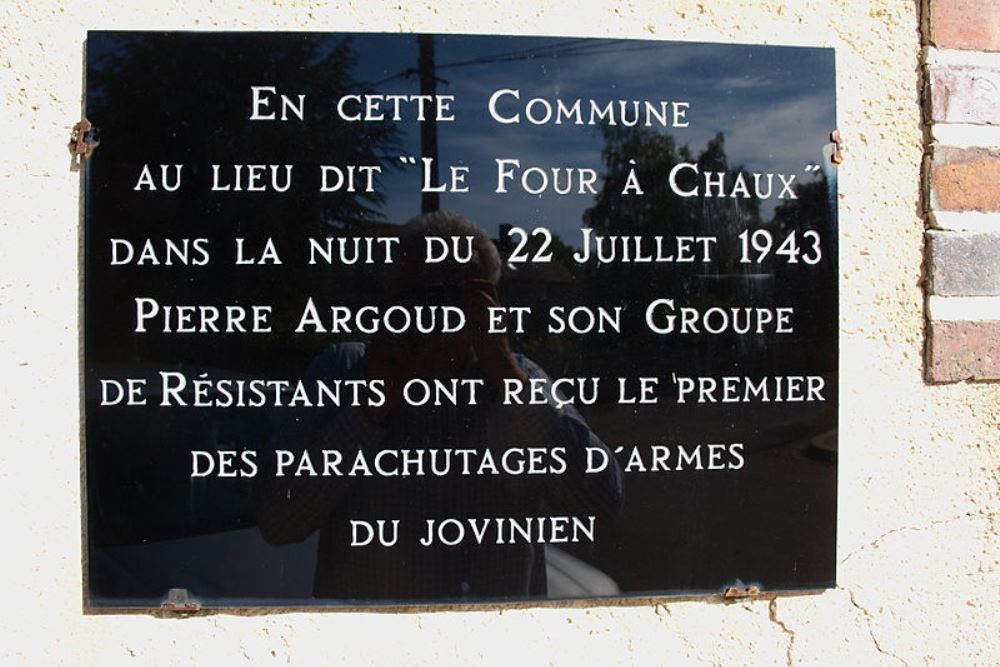 En cette Commune
au lieu dit "Le Four à Chaux"
dans la nuit du 22 Juillet 1943
Pierre Argoud et son Groupe
de Résistants ont reçu le premier
des parachutages d'armes
du jovinien